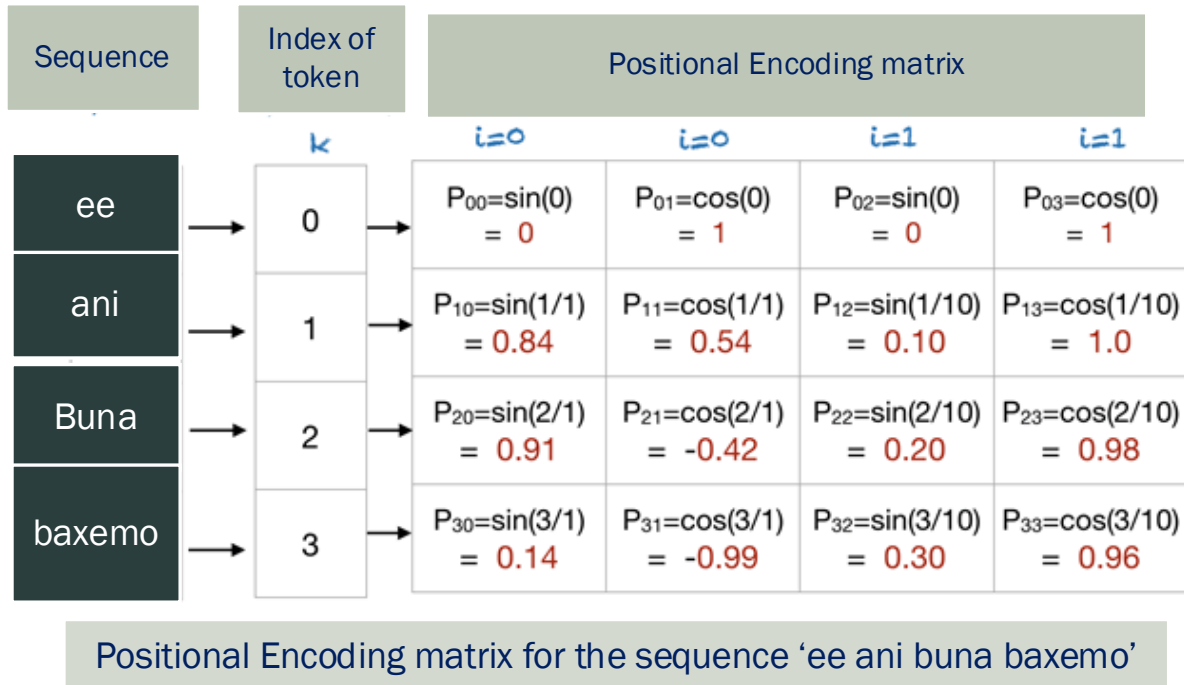 Sequence
Index of
token
Positional Encoding matrix
k
i=0
i=0
i=1
i=1
ee
0
P₀₀=sin(0)
= 0
P₀₁=cos(0)
= 1
P₀₂=sin(0)
= 0
P₀₃=cos(0)
= 1
ani
1
P₁₀=sin(1/1)
= 0.84
P₁₁=cos(1/1)
= 0.54
P₁₂=sin(1/10)
= 0.10
P₁₃=cos(1/10)
= 1.0
Buna
2
P₂₀=sin(2/1)
= 0.91
P₂₁=cos(2/1)
= -0.42
P₂₂=sin(2/10)
= 0.20
P₂₃=cos(2/10)
= 0.98
baxemo
3
P₃₀=sin(3/1)
= 0.14
P₃₁=cos(3/1)
= -0.99
P₃₂=sin(3/10)
= 0.30
P₃₃=cos(3/10)
= 0.96
Positional Encoding matrix for the sequence ‘ee ani buna baxemo’